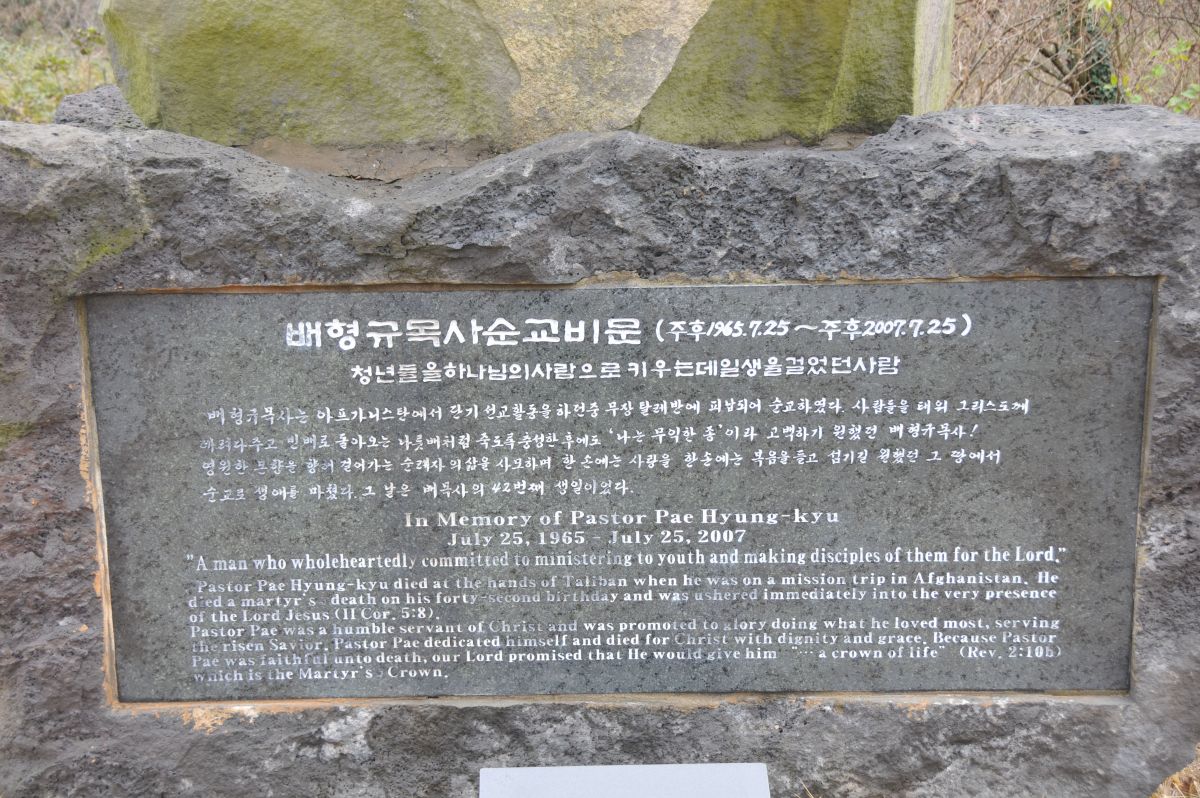 배형규목사순교비문 (주후1965.7.25~주후2007.7.25)
청년들을하나님의사람으로키우는데일생을걸었던사람
배형규목사는 아프가니스탄에서 단기 선교활동을 하던중 무장 탈레반에 피납되어 순교하였다. 사람들을 태워 그리스도께
데려다주고 빈배로 돌아오는 나룻배처럼 죽도록충성한후에도 '나는 무익한 종'이라 고백하기 원했던 배형규목사!
영원한 본향을 향해 걸어가는 순례자의삶을 사모하며 한손에는 사랑을 한손에는 복음을들고 섬기길 원했던 그 땅에서
순교로 생애를 마쳤다. 그 날은 배목사의 42번째 생일이었다.
In Memory of Pastor Pae Hyung-kyu
July 25, 1965 - July 25, 2007
"A man who wholeheartedly committed to ministering to youth and making disciples of them for the Lord."
Pastor Pae Hyung-kyu died at the hands of Taliban when he was on a mission trip in Afghanistan. He
died a martyr's death on his forty-second birthday and was ushered immediately into the very presence
of the Lord Jesus (II Cor. 5:8).
Pastor Pae was a humble servant of Christ and was promoted to glory doing what he loved most, serving
the risen Savior. Pastor Pae dedicated himself and died for Christ with dignity and grace. Because Pastor
Pae was faithful unto death, our Lord promised that He would give him "…a crown of life" (Rev. 2:10b)
which is the Martyr's Crown.